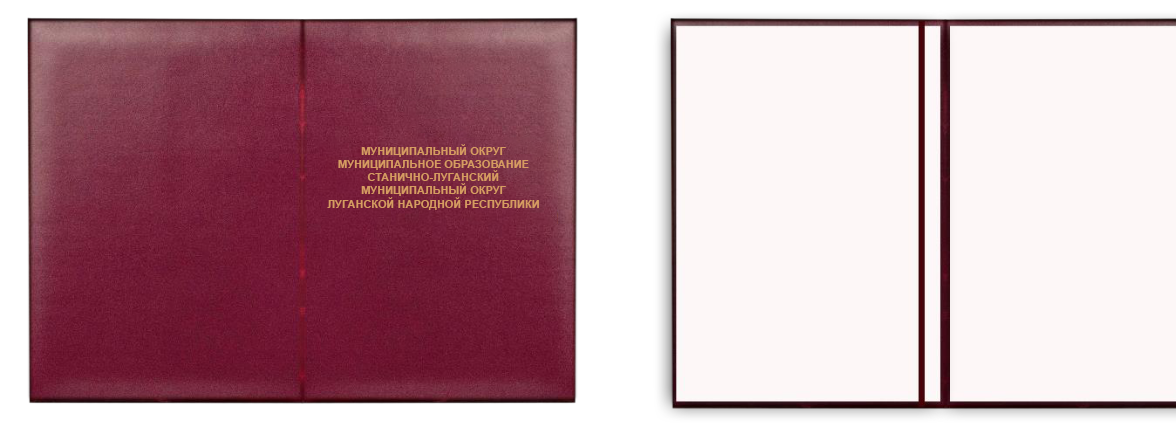 МУНИЦИПАЛЬНЫЙ ОКРУГ
МУНИЦИПАЛЬНОЕ ОБРАЗОВАНИЕ
СТАНИЧНО-ЛУГАНСКИЙ
МУНИЦИПАЛЬНЫЙ ОКРУГ
ЛУГАНСКОЙ НАРОДНОЙ РЕСПУБЛИКИ